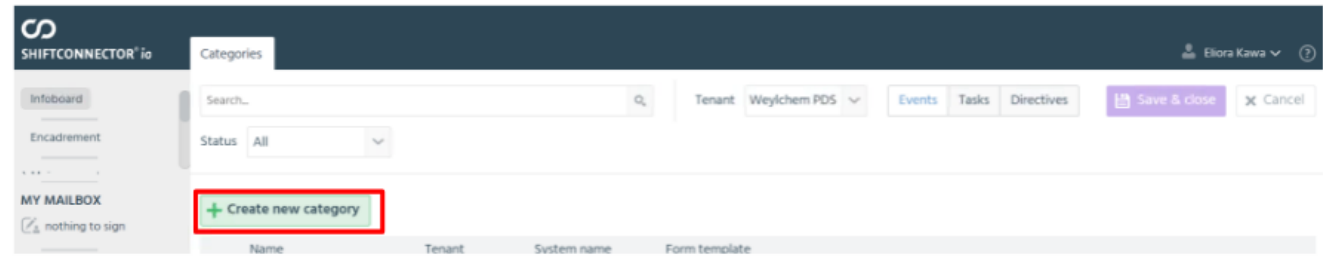 SHIFTCONNECTOR® io
Categories
Eliora Kawa
?
Infoboard
Search...
Tenant Weylchem PDS
Events Tasks Directives
Save & close
Cancel
Encadrement
Status All
MY MAILBOX
nothing to sign
Create new category
Name Tenant System name Form template